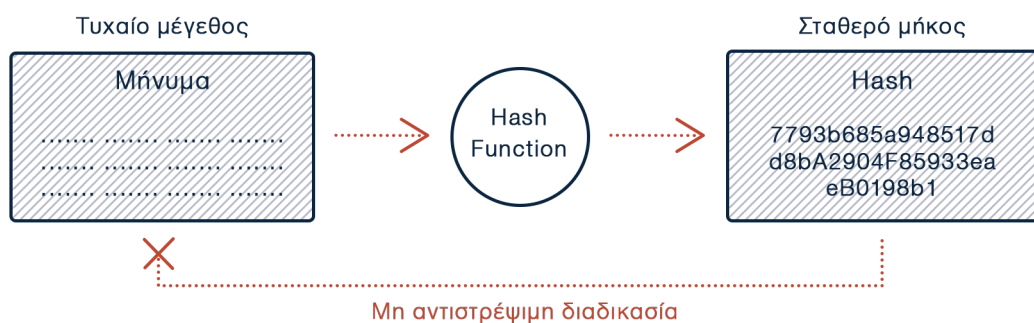 Τυχαίο μέγεθος
Μήνυμα
....... ....... ....... .......
....... ....... ....... .......
....... ....... ....... .......
Hash
Function
Σταθερό μήκος
Hash
7793b685a948517d
d8bA2904F85933ea
eB0198b1
Μη αντιστρέψιμη διαδικασία